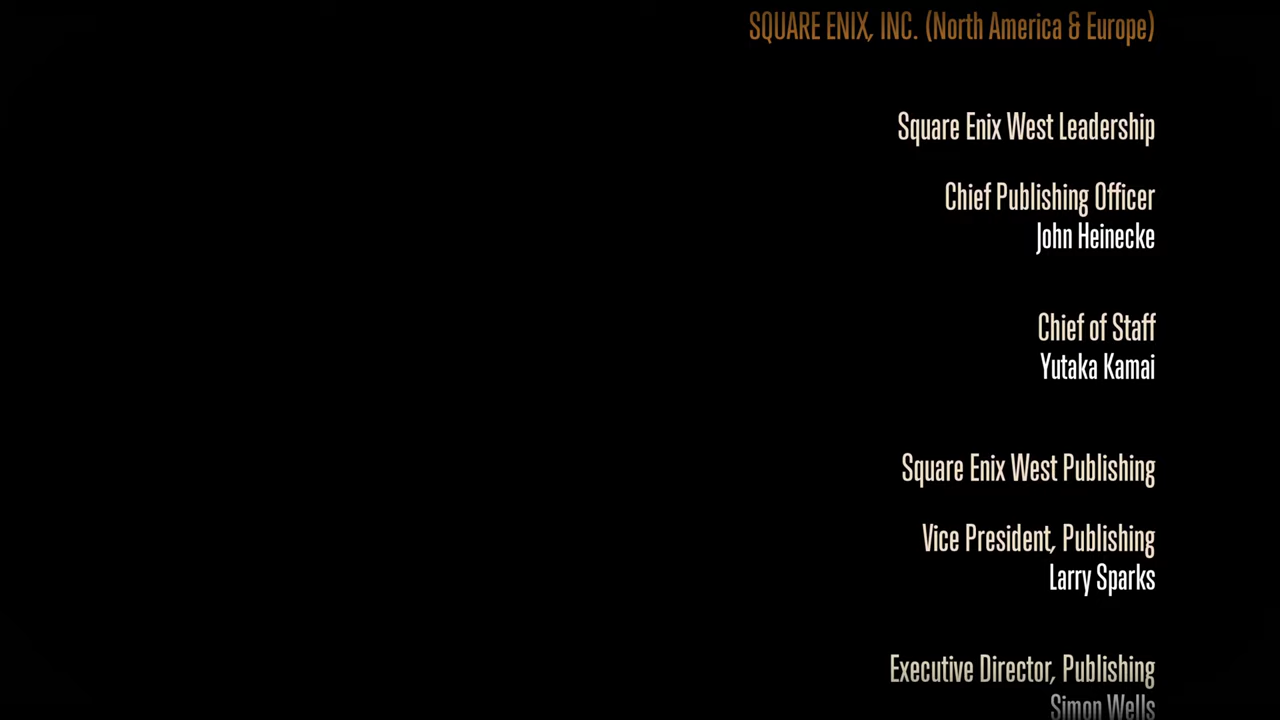 SQUARE ENIX, INC. (North America & Europe)
Square Enix West Leadership
Chief Publishing Officer
John Heinecke
Chief of Staff
Yutaka Kamai
Square Enix West Publishing
Vice President, Publishing
Larry Sparks
Executive Director, Publishing
Simon Wells